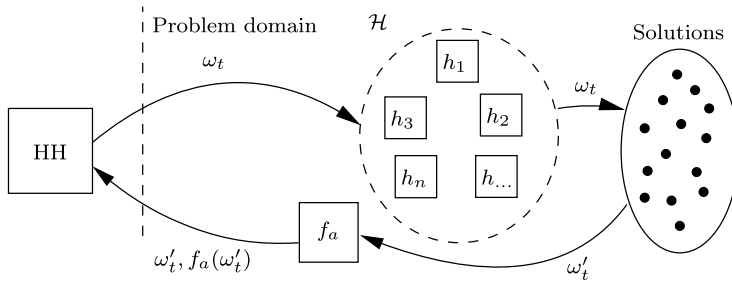 Problem domain
𝓗
Solutions
ω_t
h_1
ω_t
h_3
h_2
HH
h_n
h_{...}
f_a
ω'_t, f_a(ω'_t)
ω'_t